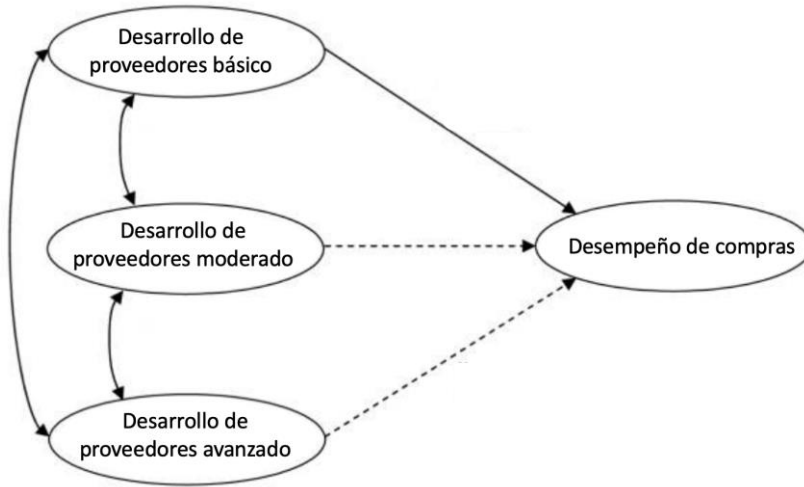 Desarrollo de
proveedores básico
Desarrollo de
proveedores moderado
Desempeño de compras
Desarrollo de
proveedores avanzado